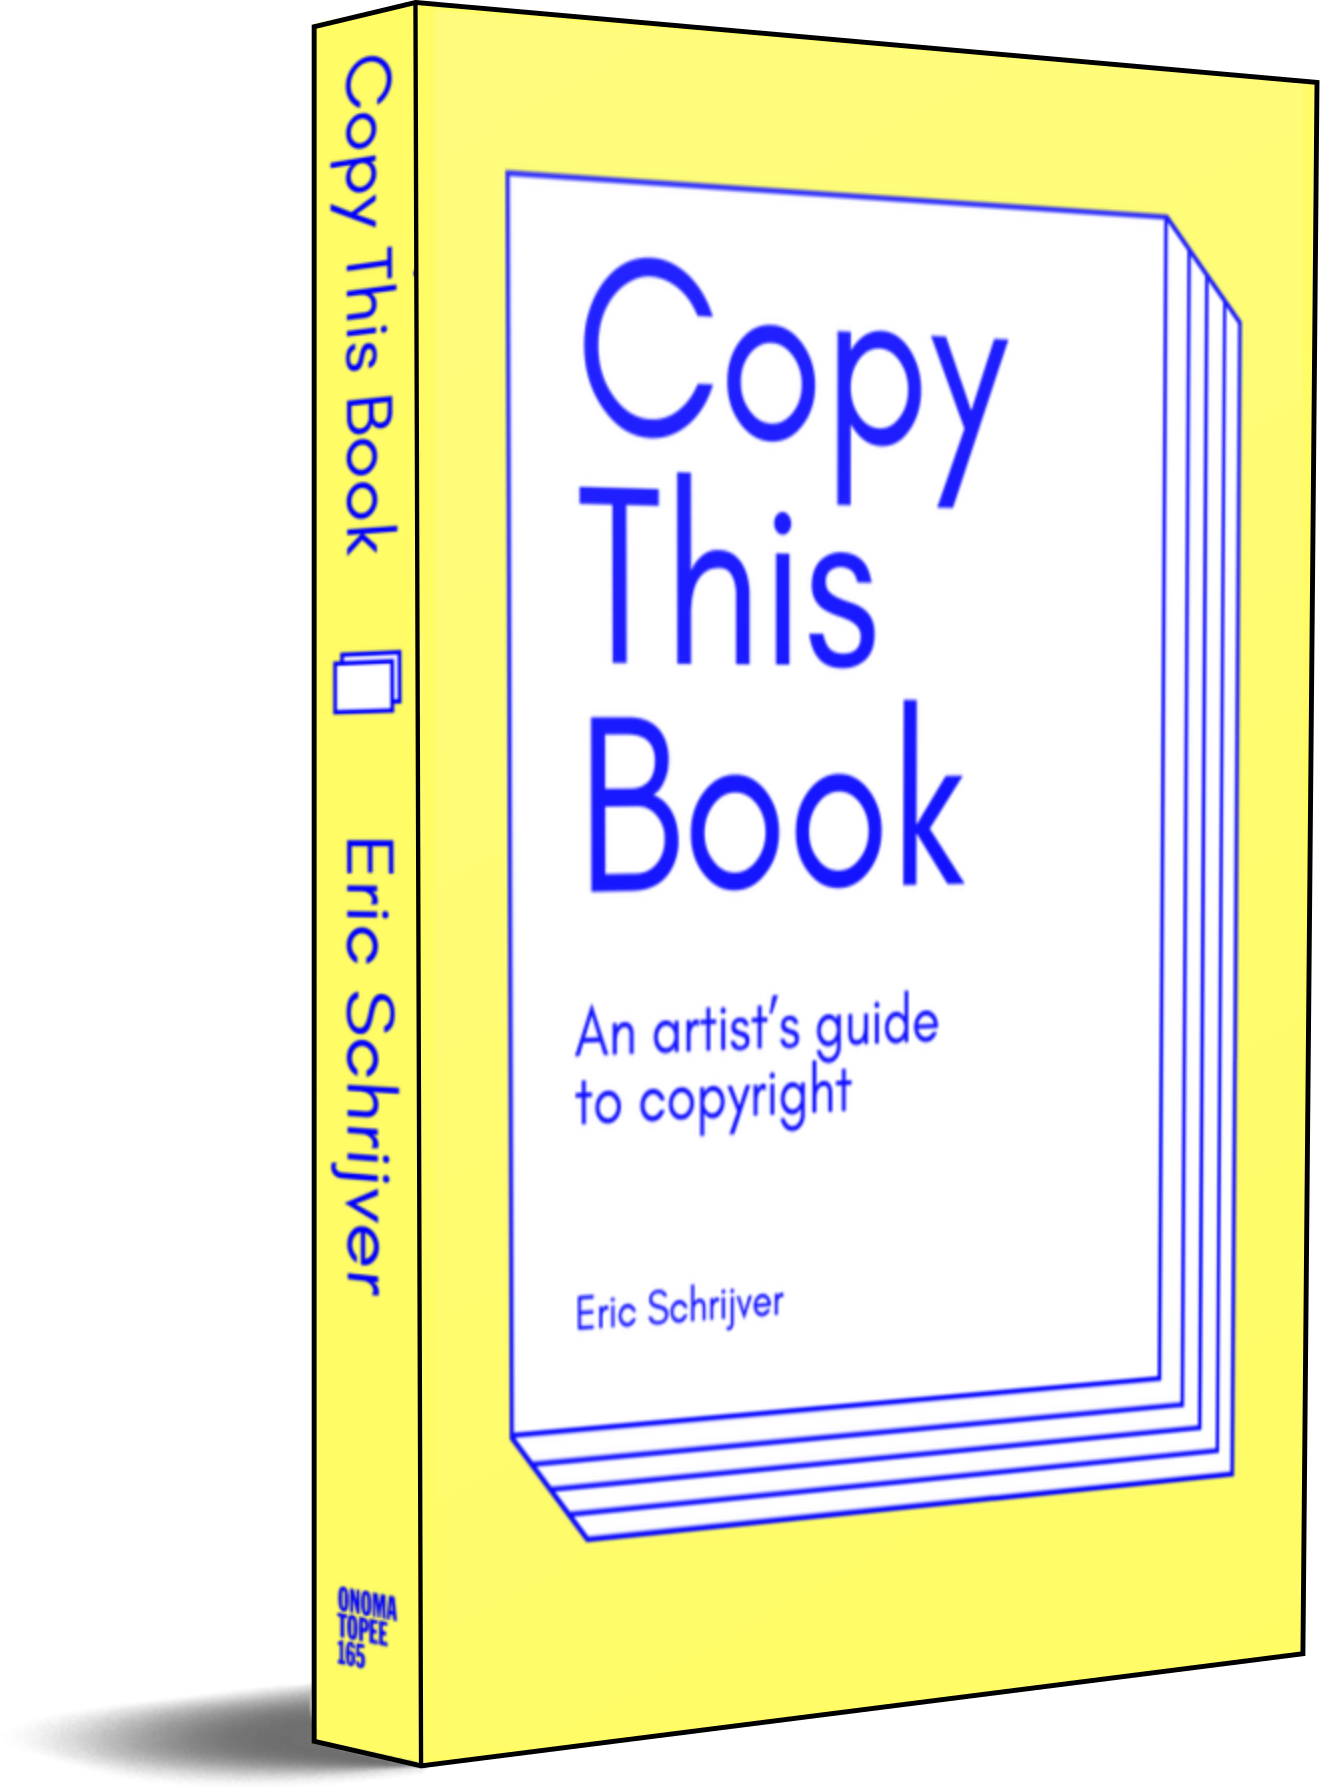 Copy This Book
Eric Schrijver
ONOMA
TOPEE
165
Copy
This
Book
An artist’s guide
to copyright
Eric Schrijver